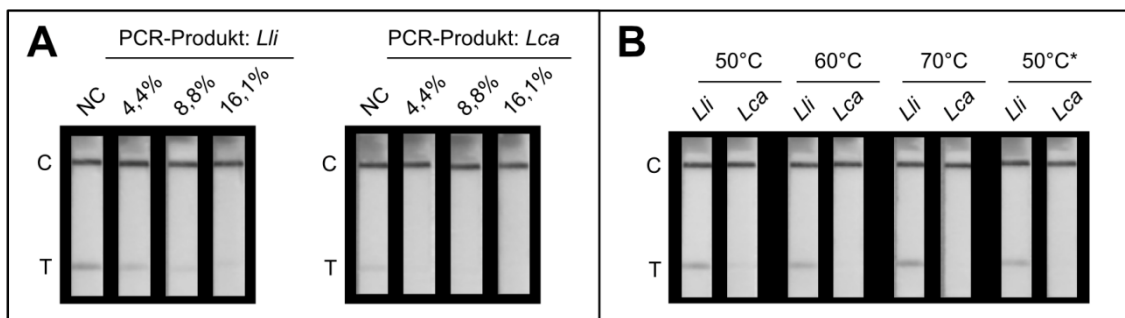 A
PCR-Produkt: Lli
PCR-Produkt: Lca
NC 4,4% 8,8% 16,1%
NC 4,4% 8,8% 16,1%
C
T
C
T
B
50°C 60°C 70°C 50°C*
Lli Lca Lli Lca Lli Lca Lli Lca
C
T